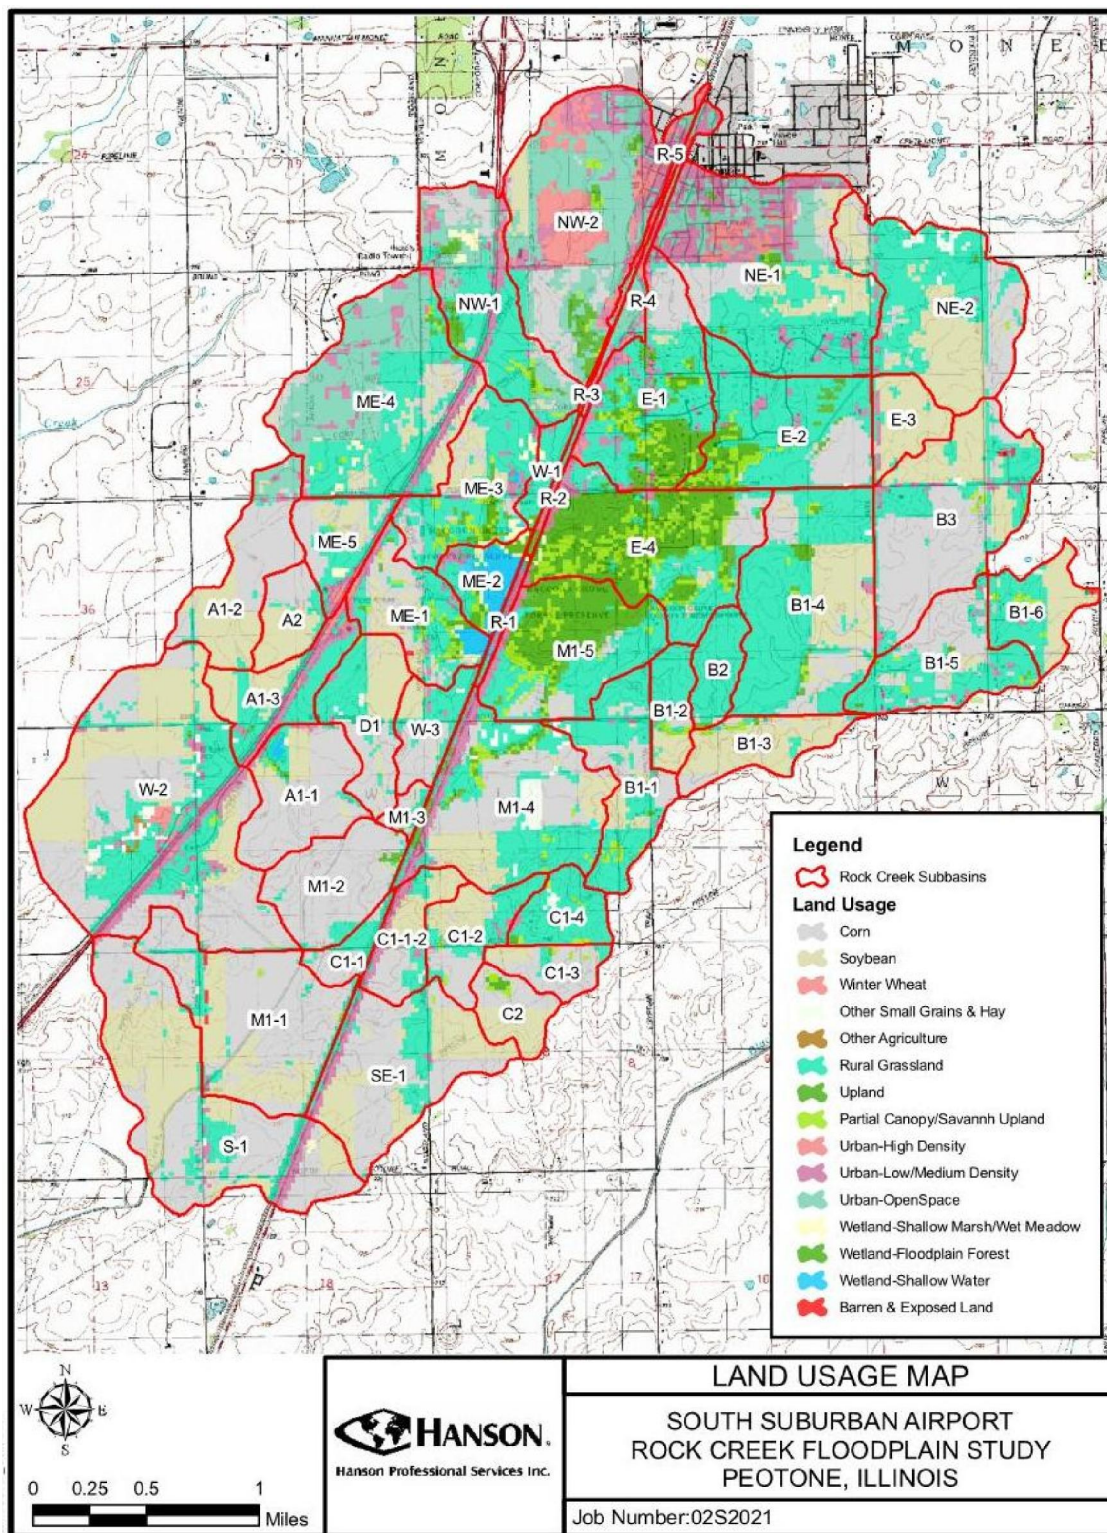 MONEE
R-5
NW-2
NE-1
R-4
NW-1
NE-2
25
R-3
E-1
ME-4
E-3
E-2
W-1
ME-3
R-2
B3
ME-5
E-4
ME-2
36
A1-2
A2
B1-4
B1-6
ME-1
R-1
M1-5
B2
B1-5
A1-3
B1-2
D1
W-3
B1-3
W-2
A1-1
M1-4
B1-1
M1-3
M1-2
C1-4
C1-1-2
C1-2
C1-1
C1-3
C2
M1-1
SE-1
S-1
13
18
17
16
Legend
Rock Creek Subbasins
Land Usage
Corn
Soybean
Winter Wheat
Other Small Grains & Hay
Other Agriculture
Rural Grassland
Upland
Partial Canopy/Savannh Upland
Urban-High Density
Urban-Low/Medium Density
Urban-OpenSpace
Wetland-Shallow Marsh/Wet Meadow
Wetland-Floodplain Forest
Wetland-Shallow Water
Barren & Exposed Land
N
W E
S
0 0.25 0.5 1
Miles
HANSON
Hanson Professional Services Inc.
LAND USAGE MAP
SOUTH SUBURBAN AIRPORT
ROCK CREEK FLOODPLAIN STUDY
PEOTONE, ILLINOIS
Job Number:02S2021